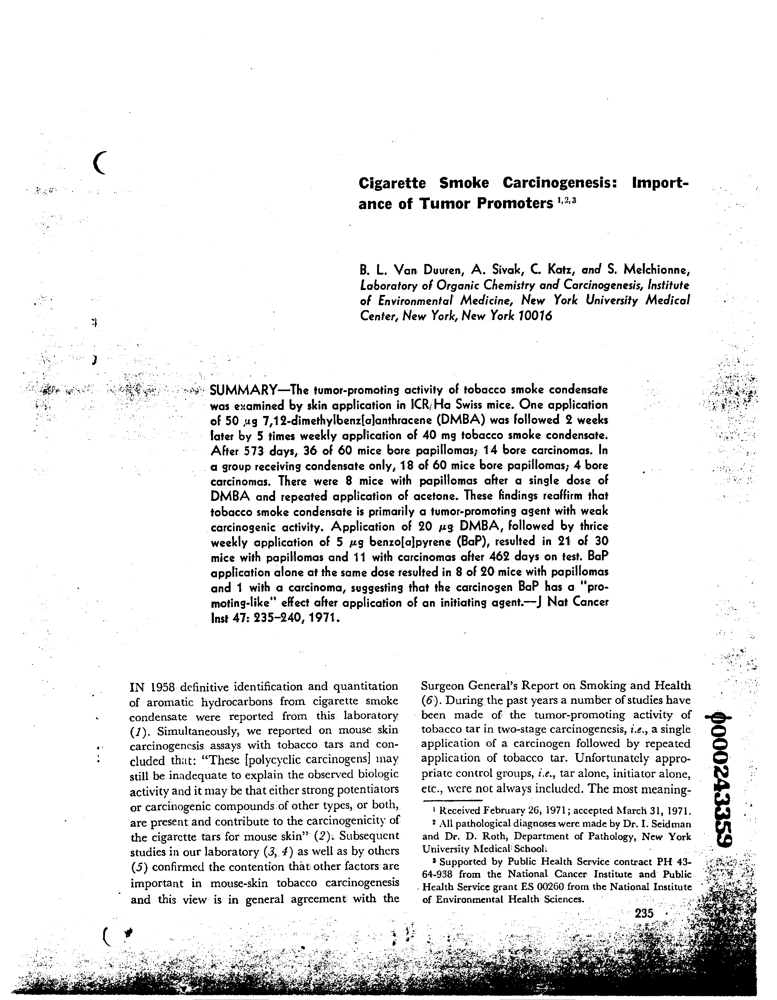 Cigarette Smoke Carcinogenesis: Import-
ance of Tumor Promoters 1,2,3
B. L. Van Duuren, A. Sivak, C. Katz, and S. Melchionne,
Laboratory of Organic Chemistry and Carcinogenesis, Institute
of Environmental Medicine, New York University Medical
Center, New York, New York 10016
SUMMARY—The tumor-promoting activity of tobacco smoke condensate
was examined by skin application in ICR/Ha Swiss mice. One application
of 50 µg 7,12-dimethylbenz[a]anthracene (DMBA) was followed 2 weeks
later by 5 times weekly application of 40 mg tobacco smoke condensate.
After 573 days, 36 of 60 mice bore papillomas; 14 bore carcinomas. In
a group receiving condensate only, 18 of 60 mice bore papillomas; 4 bore
carcinomas. There were 8 mice with papillomas after a single dose of
DMBA and repeated application of acetone. These findings reaffirm that
tobacco smoke condensate is primarily a tumor-promoting agent with weak
carcinogenic activity. Application of 20 µg DMBA, followed by thrice
weekly application of 5 µg benzo[a]pyrene (BaP), resulted in 21 of 30
mice with papillomas and 11 with carcinomas after 462 days on test. BaP
application alone at the same dose resulted in 8 of 20 mice with papillomas
and 1 with a carcinoma, suggesting that the carcinogen BaP has a "pro-
moting-like" effect after application of an initiating agent.—J Nat Cancer
Inst 47: 235-240, 1971.
IN 1958 definitive identification and quantitation
of aromatic hydrocarbons from cigarette smoke
condensate were reported from this laboratory
(1). Simultaneously, we reported on mouse skin
carcinogenesis assays with tobacco tars and con-
cluded that: "These [polycyclic carcinogens] may
still be inadequate to explain the observed biologic
activity and it may be that either strong potentiators
or carcinogenic compounds of other types, or both,
are present and contribute to the carcinogenicity of
the cigarette tars for mouse skin" (2). Subsequent
studies in our laboratory (3, 4) as well as by others
(5) confirmed the contention that other factors are
important in mouse-skin tobacco carcinogenesis
and this view is in general agreement with the
Surgeon General's Report on Smoking and Health
(6). During the past years a number of studies have
been made of the tumor-promoting activity of
tobacco tar in two-stage carcinogenesis, i.e., a single
application of a carcinogen followed by repeated
application of tobacco tar. Unfortunately appro-
priate control groups, i.e., tar alone, initiator alone,
etc., were not always included. The most meaning-
1 Received February 26, 1971; accepted March 31, 1971.
2 All pathological diagnoses were made by Dr. I. Seidman
and Dr. D. Roth, Department of Pathology, New York
University Medical School.
3 Supported by Public Health Service contract PH 43-
64-938 from the National Cancer Institute and Public
Health Service grant ES 00260 from the National Institute
of Environmental Health Sciences.
235
0000243359